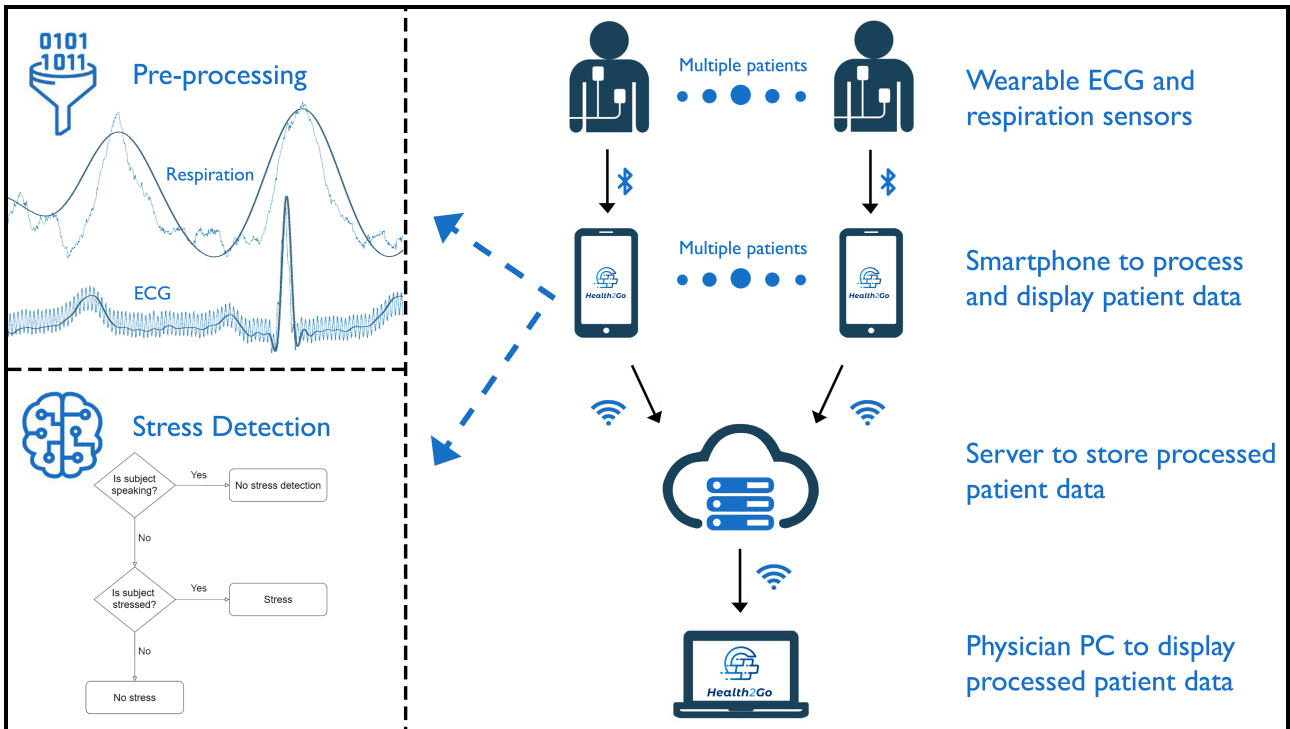 0101
1011
Pre-processing
Respiration
ECG
Stress Detection
Is subject
speaking?
Yes
No stress detection
No
Is subject
stressed?
Yes
Stress
No
No stress
Multiple patients
Wearable ECG and
respiration sensors
Multiple patients
Health2Go
Health2Go
Smartphone to process
and display patient data
Server to store processed
patient data
Health2Go
Physician PC to display
processed patient data